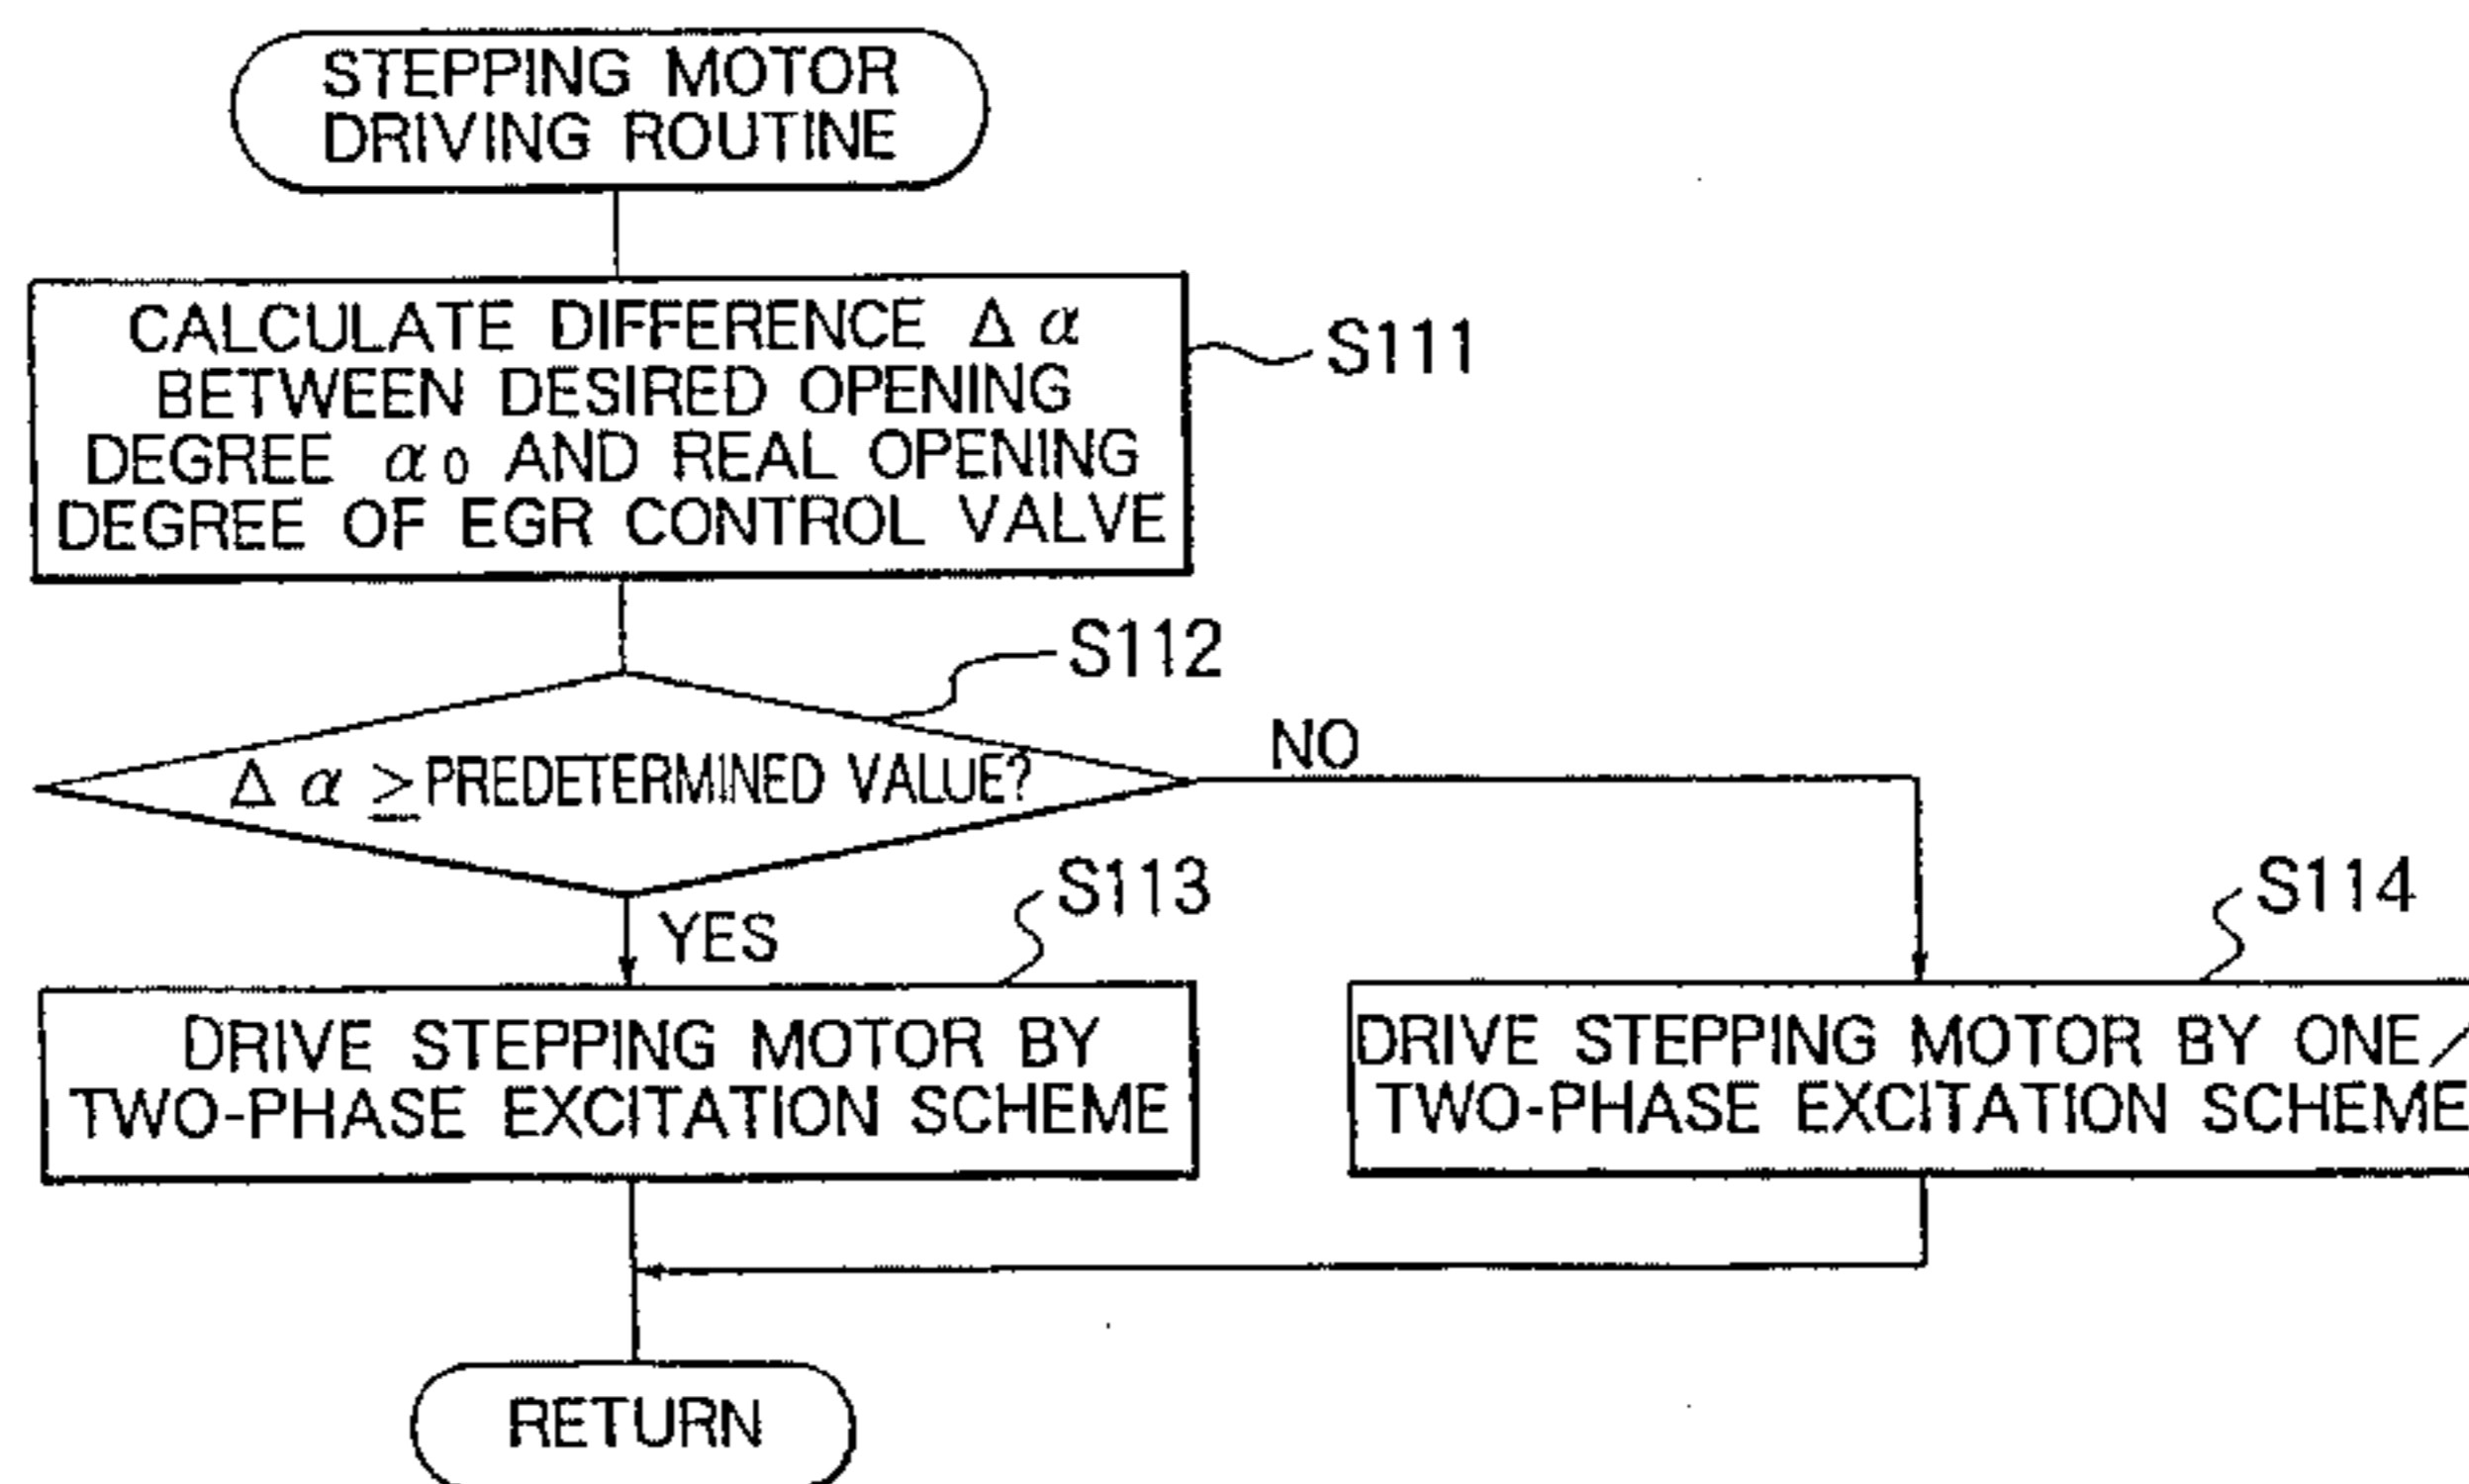 STEPPING MOTOR
DRIVING ROUTINE
CALCULATE DIFFERENCE Δα
BETWEEN DESIRED OPENING
DEGREE α0 AND REAL OPENING
DEGREE OF EGR CONTROL VALVE
S111
S112
Δα ≥ PREDETERMINED VALUE?
NO
YES
S113
DRIVE STEPPING MOTOR BY
TWO-PHASE EXCITATION SCHEME
S114
DRIVE STEPPING MOTOR BY ONE/
TWO-PHASE EXCITATION SCHEME
RETURN